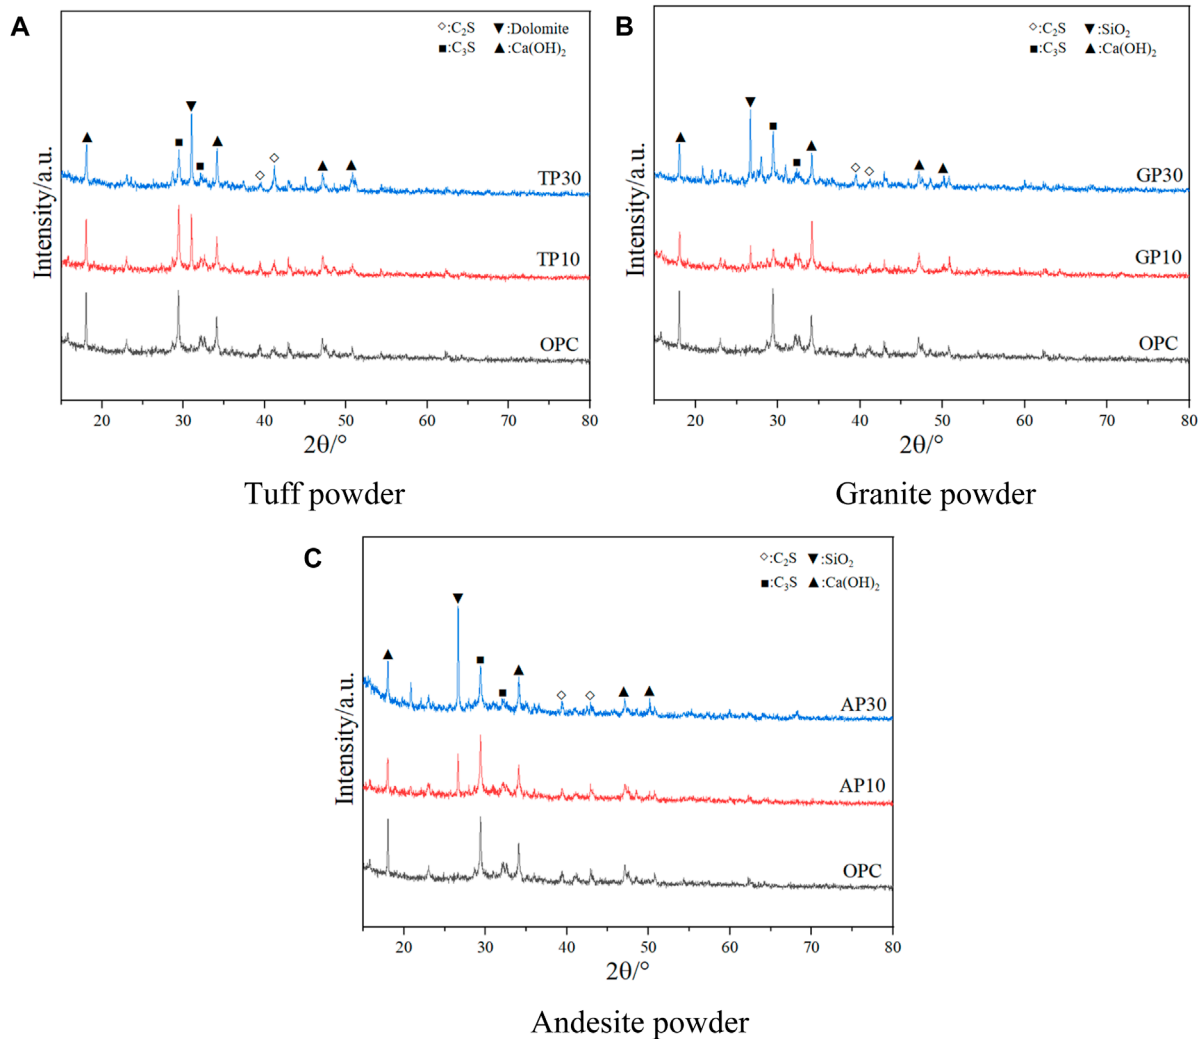 A
◇:C₂S ▼:Dolomite
■:C₃S ▲:Ca(OH)₂
TP30
TP10
OPC
Intensity/a.u.
20 30 40 50 60 70 80
2θ/°
Tuff powder
B
◇:C₂S ▼:SiO₂
■:C₃S ▲:Ca(OH)₂
GP30
GP10
OPC
Intensity/a.u.
20 30 40 50 60 70 80
2θ/°
Granite powder
C
◇:C₂S ▼:SiO₂
■:C₃S ▲:Ca(OH)₂
AP30
AP10
OPC
Intensity/a.u.
20 30 40 50 60 70 80
2θ/°
Andesite powder